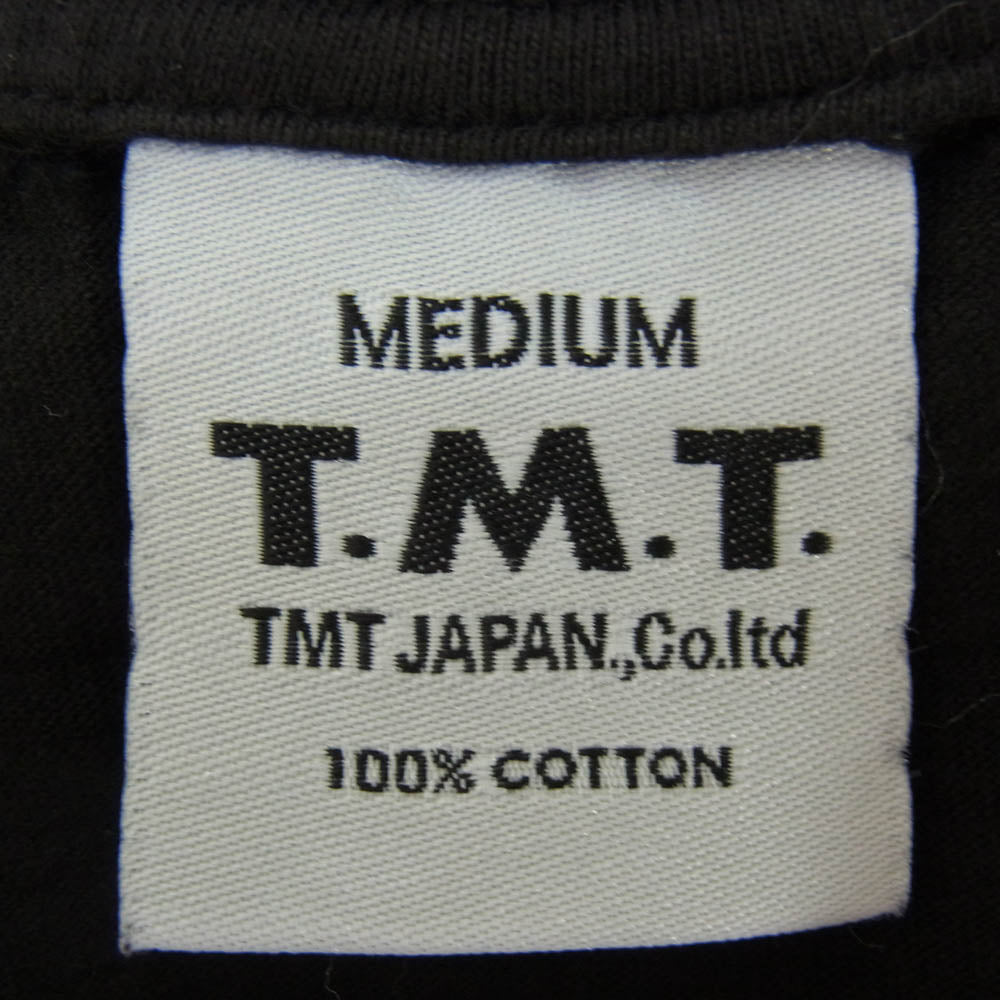 MEDIUM
T.M.T.
TMT JAPAN.,Co.ltd
100% COTTON